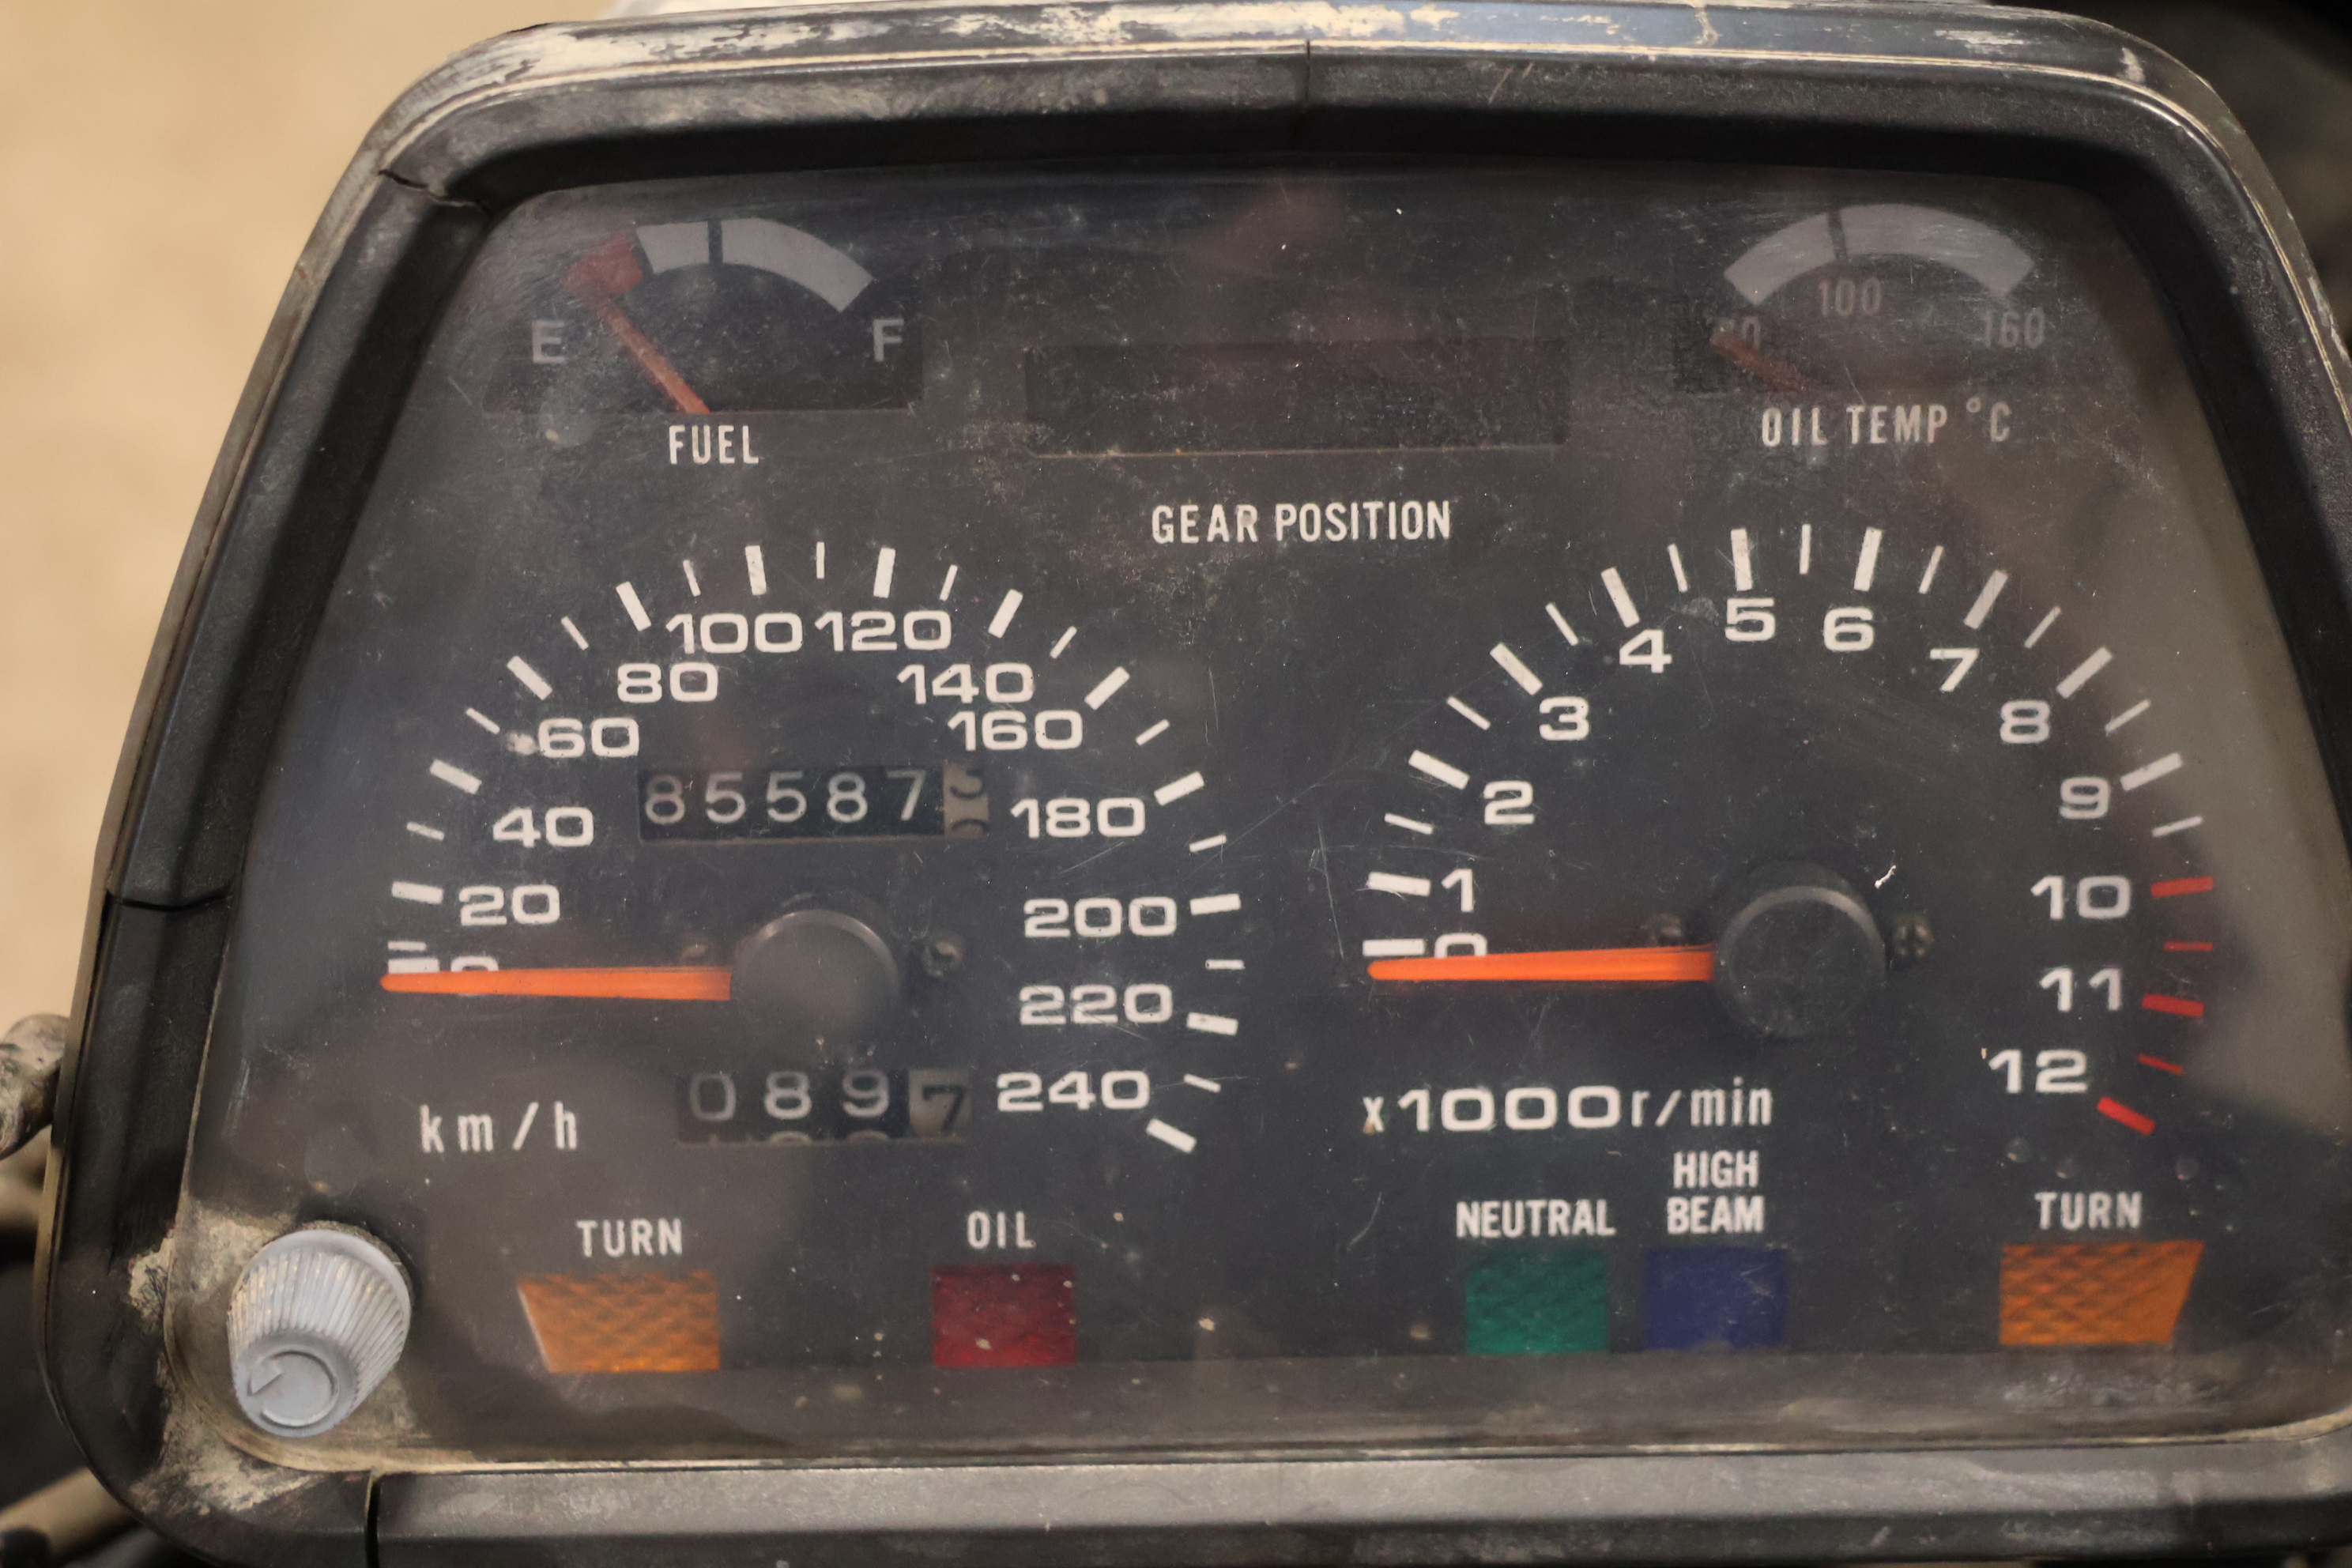 E F
FUEL
100 160
OIL TEMP °C
GEAR POSITION
0 20 40 60 80 100 120 140 160 180 200 220 240
85587
0897
km/h
0 1 2 3 4 5 6 7 8 9 10 11 12
x1000r/min
TURN
OIL
NEUTRAL
HIGH
BEAM
TURN